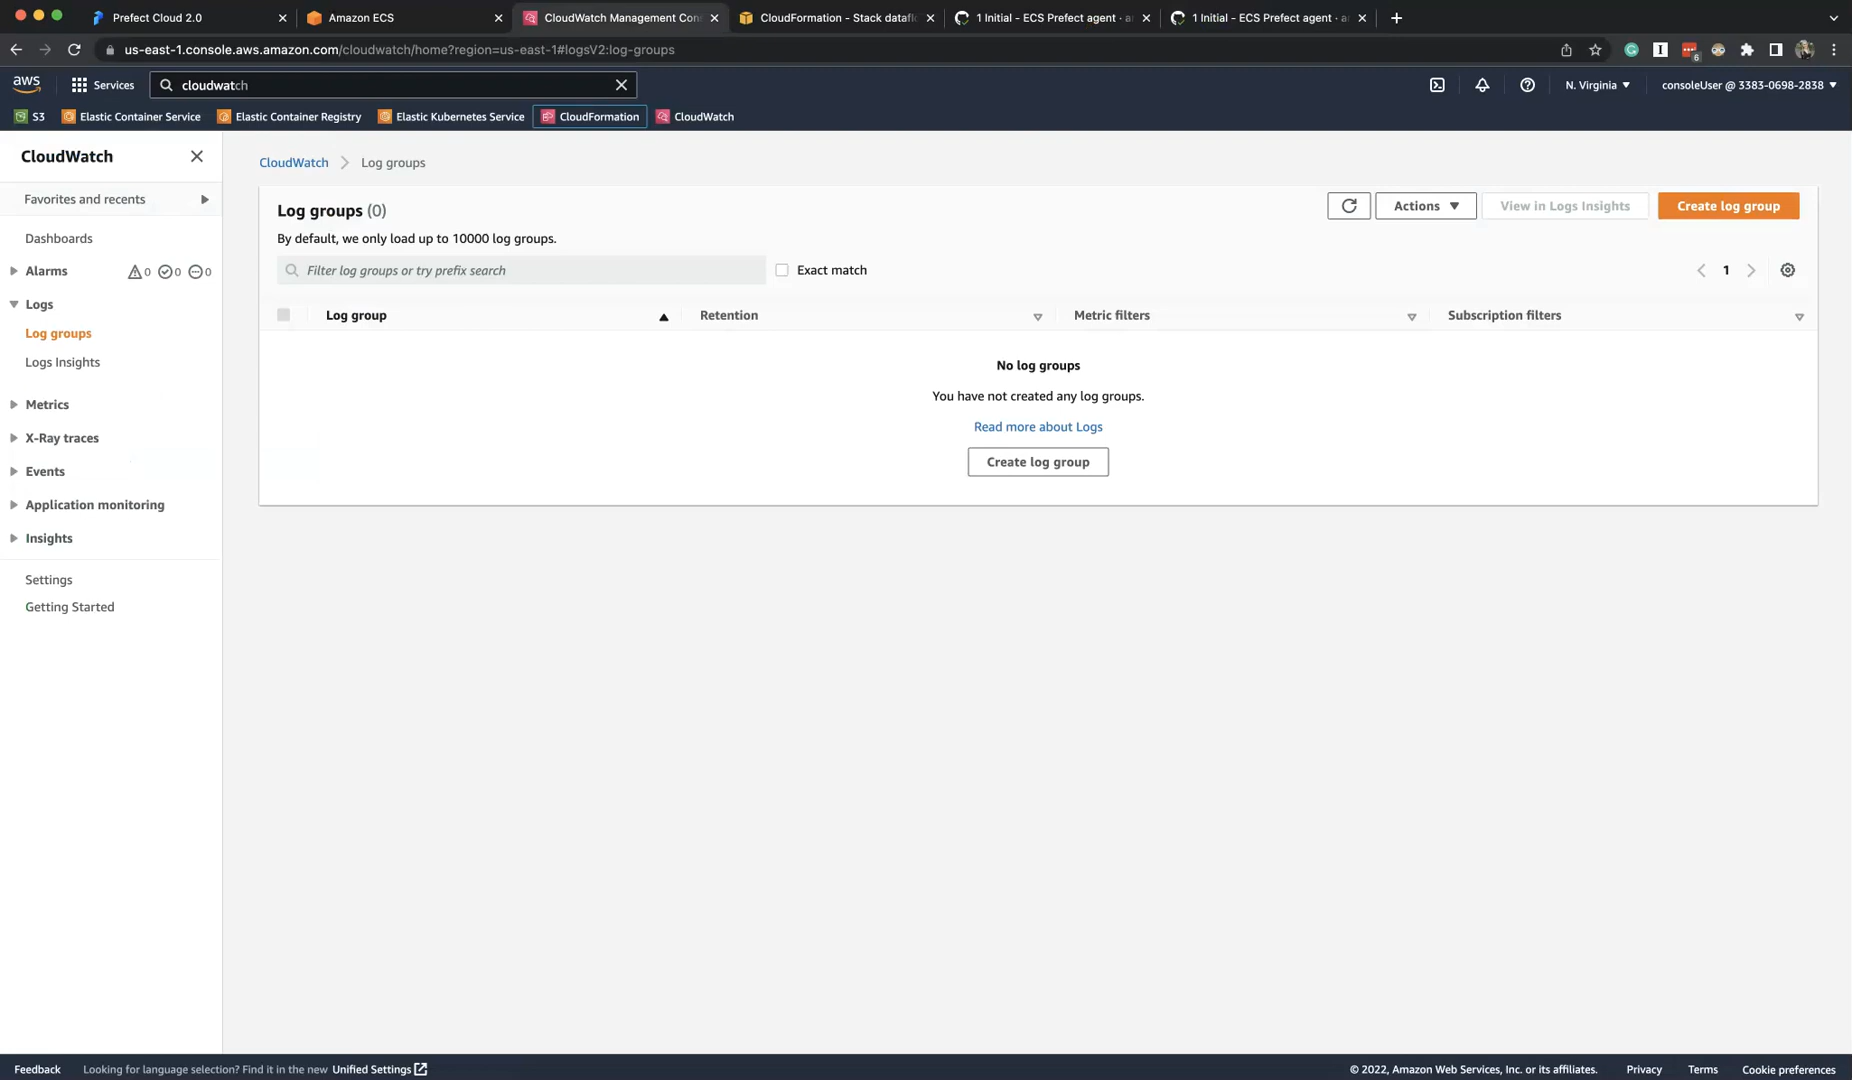 Prefect Cloud 2.0
Amazon ECS
CloudWatch Management Con
CloudFormation - Stack datafl
1 Initial - ECS Prefect agent · a
1 Initial - ECS Prefect agent · a
us-east-1.console.aws.amazon.com/cloudwatch/home?region=us-east-1#logsV2:log-groups
6
aws
Services
cloudwatch
N. Virginia
consoleUser @ 3383-0698-2838
S3
Elastic Container Service
Elastic Container Registry
Elastic Kubernetes Service
CloudFormation
CloudWatch
CloudWatch
Favorites and recents
Dashboards
Alarms
0
0
0
Logs
Log groups
Logs Insights
Metrics
X-Ray traces
Events
Application monitoring
Insights
Settings
Getting Started
CloudWatch
Log groups
Log groups (0)
By default, we only load up to 10000 log groups.
Actions
View in Logs Insights
Create log group
Filter log groups or try prefix search
Exact match
1
Log group
Retention
Metric filters
Subscription filters
No log groups
You have not created any log groups.
Read more about Logs
Create log group
Feedback
Looking for language selection? Find it in the new Unified Settings
© 2022, Amazon Web Services, Inc. or its affiliates.
Privacy
Terms
Cookie preferences